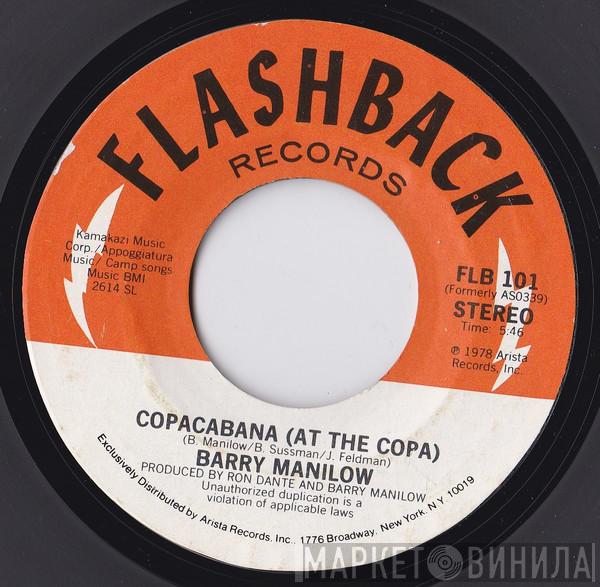 FLASHBACK
RECORDS
Kamakazi Music
Corp./Appoggiatura
Music/ Camp songs
Music BMI
2614 SL
FLB 101
(Formerly AS0339)
STEREO
Time: 5:46
℗ 1978 Arista
Records, Inc.
COPACABANA (AT THE COPA)
(B. Manilow/B. Sussman/J. Feldman)
BARRY MANILOW
PRODUCED BY RON DANTE AND BARRY MANILOW
Unauthorized duplication is a
violation of applicable laws
Exclusively Distributed by Arista Records. Inc.. 1776 Broadway. New York. N.Y. 10019
МАРКЕТ ВИНИЛА